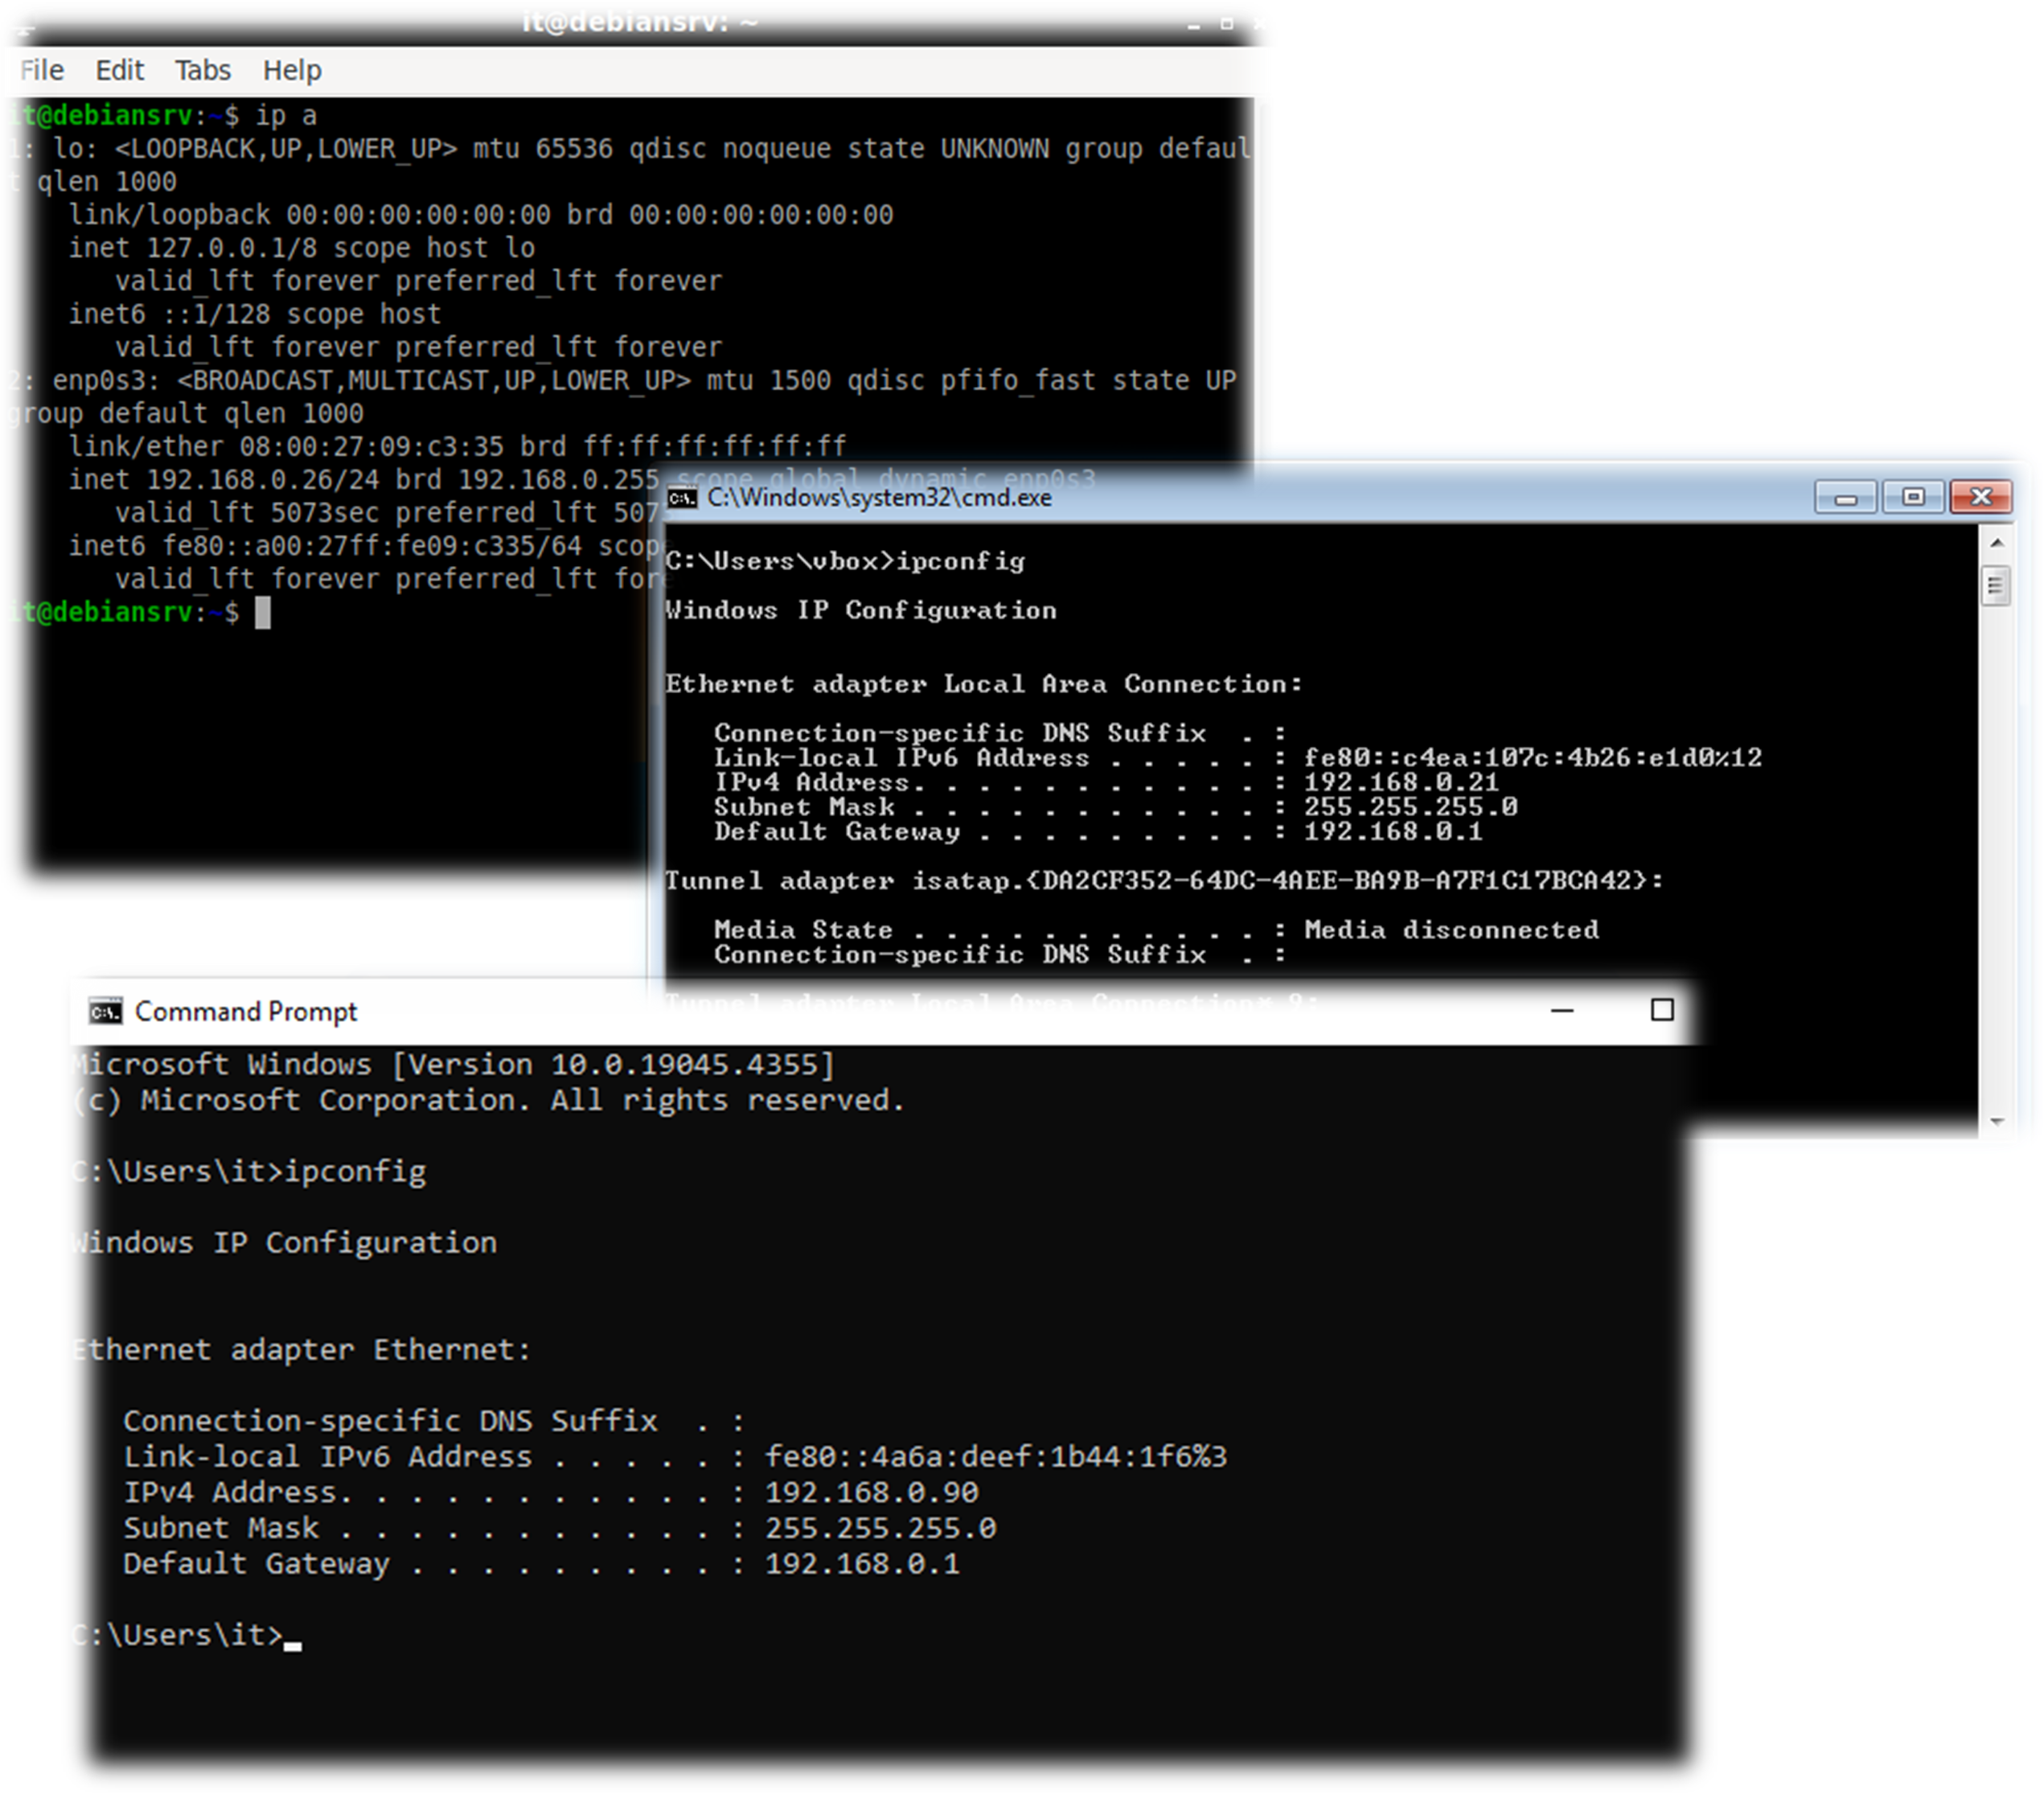 it@debiansrv: ~
File Edit Tabs Help
it@debiansrv:~$ ip a
1: lo: <LOOPBACK,UP,LOWER_UP> mtu 65536 qdisc noqueue state UNKNOWN group defaul
t qlen 1000
link/loopback 00:00:00:00:00:00 brd 00:00:00:00:00:00
inet 127.0.0.1/8 scope host lo
valid_lft forever preferred_lft forever
inet6 ::1/128 scope host
valid_lft forever preferred_lft forever
2: enp0s3: <BROADCAST,MULTICAST,UP,LOWER_UP> mtu 1500 qdisc pfifo_fast state UP
group default qlen 1000
link/ether 08:00:27:09:c3:35 brd ff:ff:ff:ff:ff:ff
inet 192.168.0.26/24 brd 192.168.0.255 scope global dynamic enp0s3
valid_lft 5073sec preferred_lft 507
inet6 fe80::a00:27ff:fe09:c335/64 scope
valid_lft forever preferred_lft fore
it@debiansrv:~$
C:\Windows\system32\cmd.exe
C:\Users\vbox>ipconfig
Windows IP Configuration
Ethernet adapter Local Area Connection:
Connection-specific DNS Suffix . :
Link-local IPv6 Address . . . . . : fe80::c4ea:107c:4b26:e1d0%12
IPv4 Address. . . . . . . . . . . : 192.168.0.21
Subnet Mask . . . . . . . . . . . : 255.255.255.0
Default Gateway . . . . . . . . . : 192.168.0.1
Tunnel adapter isatap.{DA2CF352-64DC-4AEE-BA9B-A7F1C17BCA42}:
Media State . . . . . . . . . . . : Media disconnected
Connection-specific DNS Suffix . :
Tunnel adapter Local Area Connection* 9:
Command Prompt
Microsoft Windows [Version 10.0.19045.4355]
(c) Microsoft Corporation. All rights reserved.
C:\Users\it>ipconfig
Windows IP Configuration
Ethernet adapter Ethernet:
Connection-specific DNS Suffix . :
Link-local IPv6 Address . . . . . : fe80::4a6a:deef:1b44:1f6%3
IPv4 Address. . . . . . . . . . . : 192.168.0.90
Subnet Mask . . . . . . . . . . . : 255.255.255.0
Default Gateway . . . . . . . . . : 192.168.0.1
C:\Users\it>